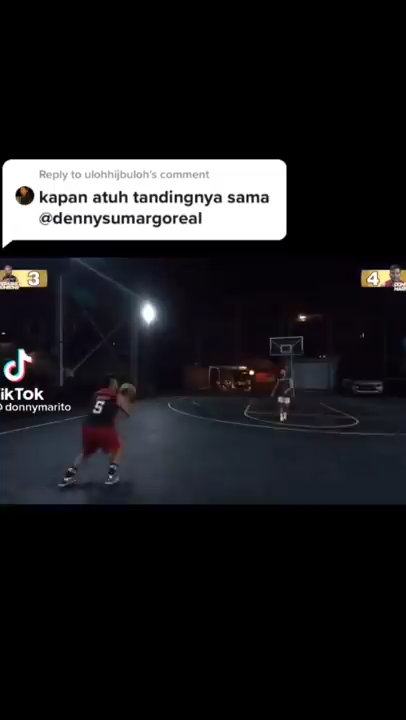 Reply to ulohhijbuloh's comment
kapan atuh tandingnya sama
@dennysumargoreal
3
4
ikTok
@donnymarito
5